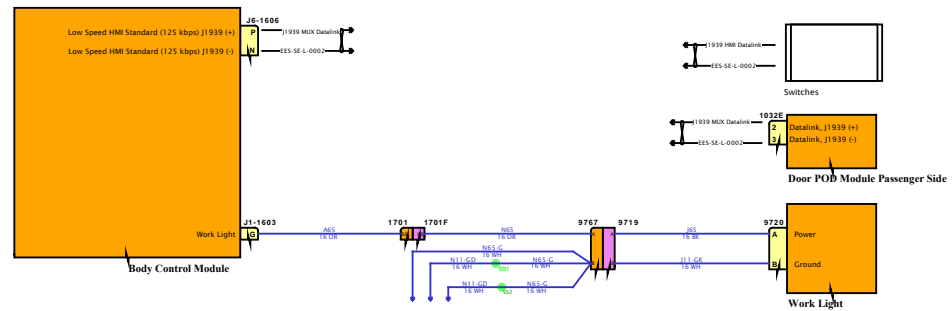 J6-1606
Low Speed HMI Standard (125 kbps) J1939 (+)
P
J1939 MUX Datalink
Low Speed HMI Standard (125 kbps) J1939 (-)
N
EES-SE-L-0002
J1939 HMI Datalink
EES-SE-L-0002
Switches
J1939 MUX Datalink
EES-SE-L-0002
1032E
2
Datalink, J1939 (+)
3
Datalink, J1939 (-)
Door POD Module Passenger Side
J1-1603
Work Light
G
A65
16 OR
1701
1701F
N65
16 OR
9767
9719
A
J65
16 BK
9720
A
Power
N65-G
16 WH
N11-GD
16 WH
SS1
N65-G
16 WH
J11-GK
16 WH
B
Ground
N11-GD
16 WH
SS2
N65-G
16 WH
Body Control Module
Work Light